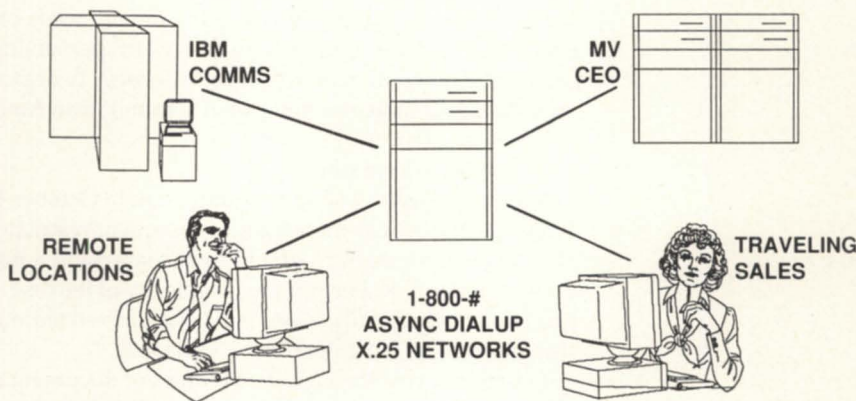 IBM
COMMS
MV
CEO
REMOTE
LOCATIONS
TRAVELING
SALES
1-800-#
ASYNC DIALUP
X.25 NETWORKS